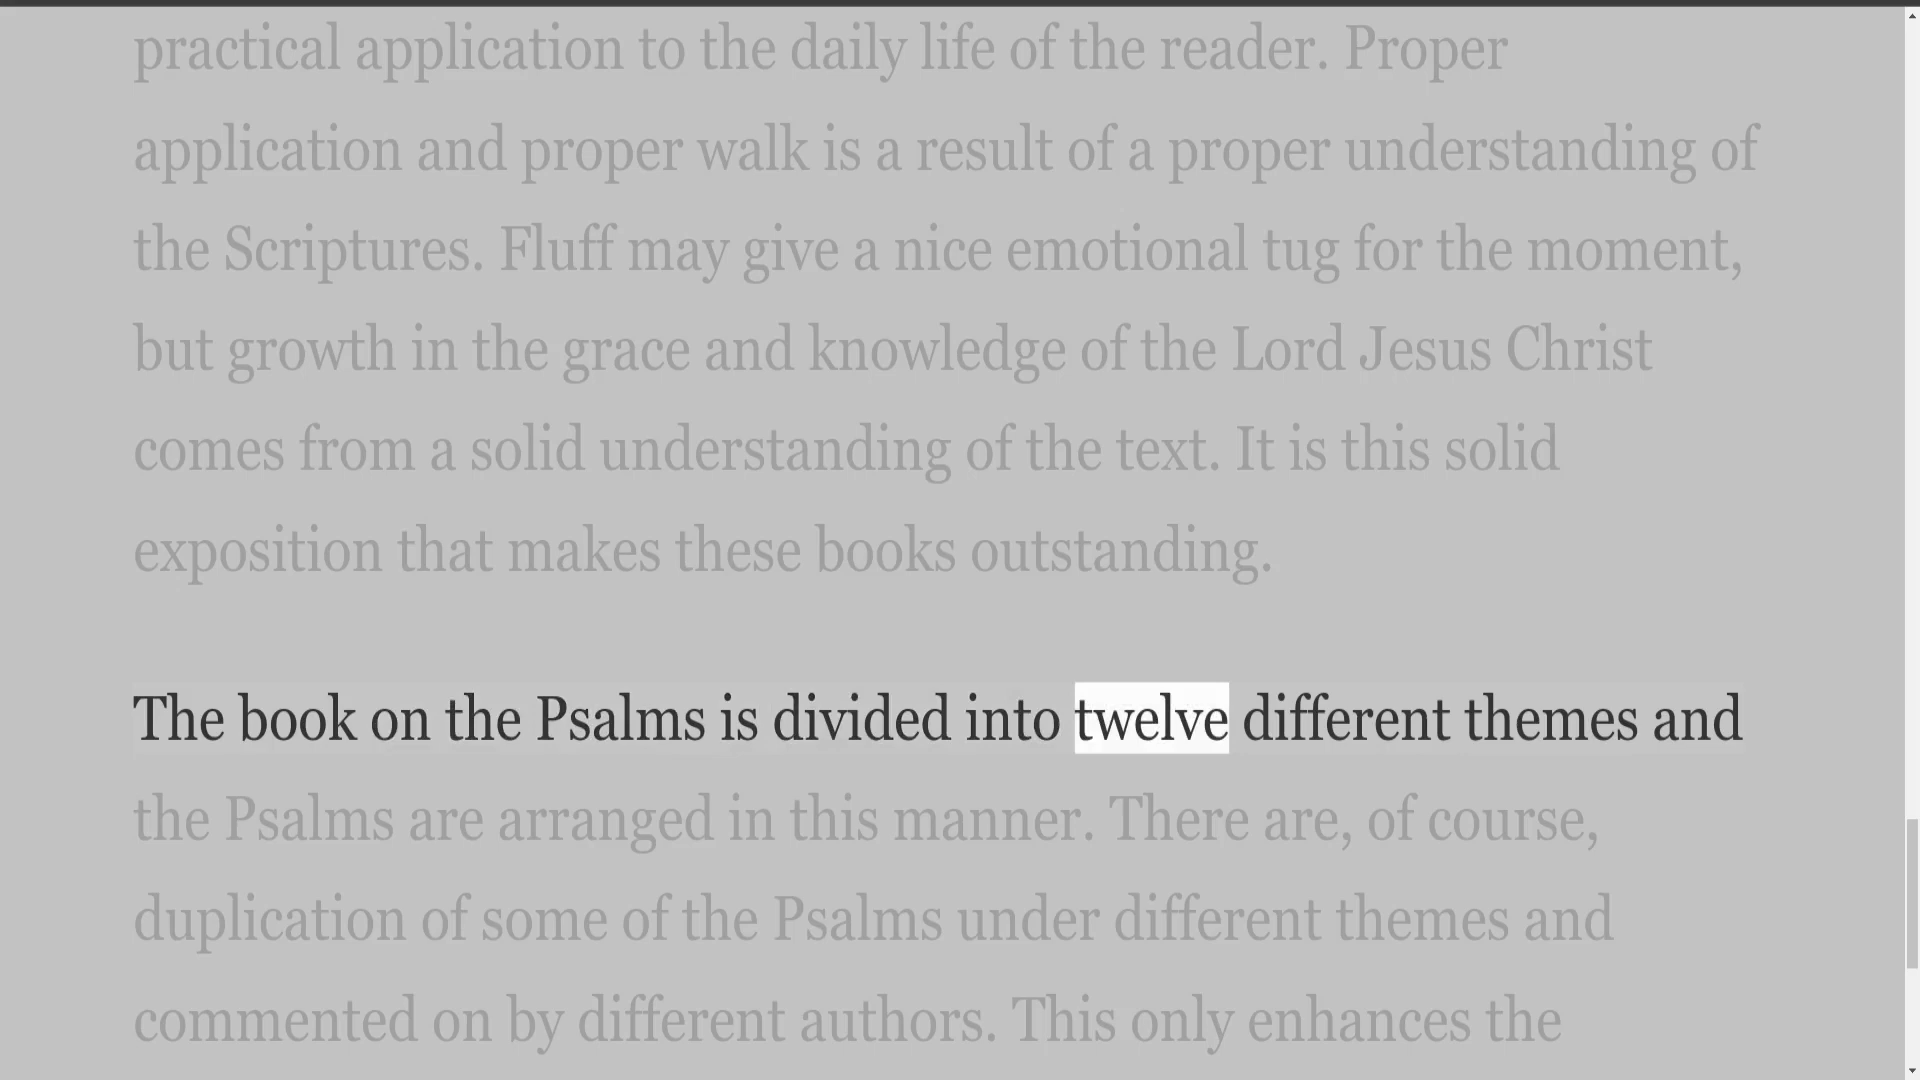 practical application to the daily life of the reader. Proper
application and proper walk is a result of a proper understanding of
the Scriptures. Fluff may give a nice emotional tug for the moment,
but growth in the grace and knowledge of the Lord Jesus Christ
comes from a solid understanding of the text. It is this solid
exposition that makes these books outstanding.
The book on the Psalms is divided into twelve different themes and
the Psalms are arranged in this manner. There are, of course,
duplication of some of the Psalms under different themes and
commented on by different authors. This only enhances the